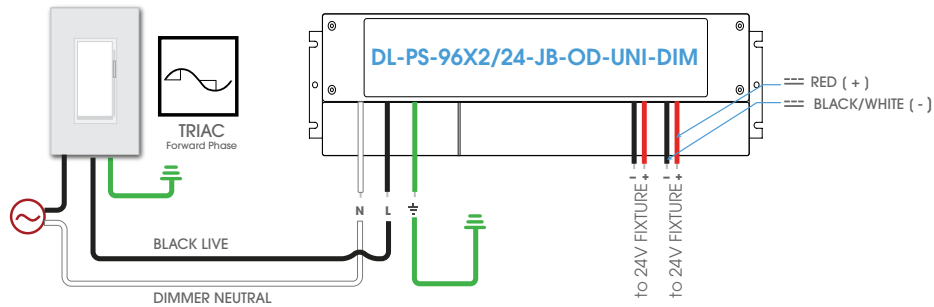 DL-PS-96X2/24-JB-OD-UNI-DIM
RED ( + )
BLACK/WHITE ( - )
TRIAC
Forward Phase
N
L
- +
- +
to 24V FIXTURE
to 24V FIXTURE
BLACK LIVE
DIMMER NEUTRAL